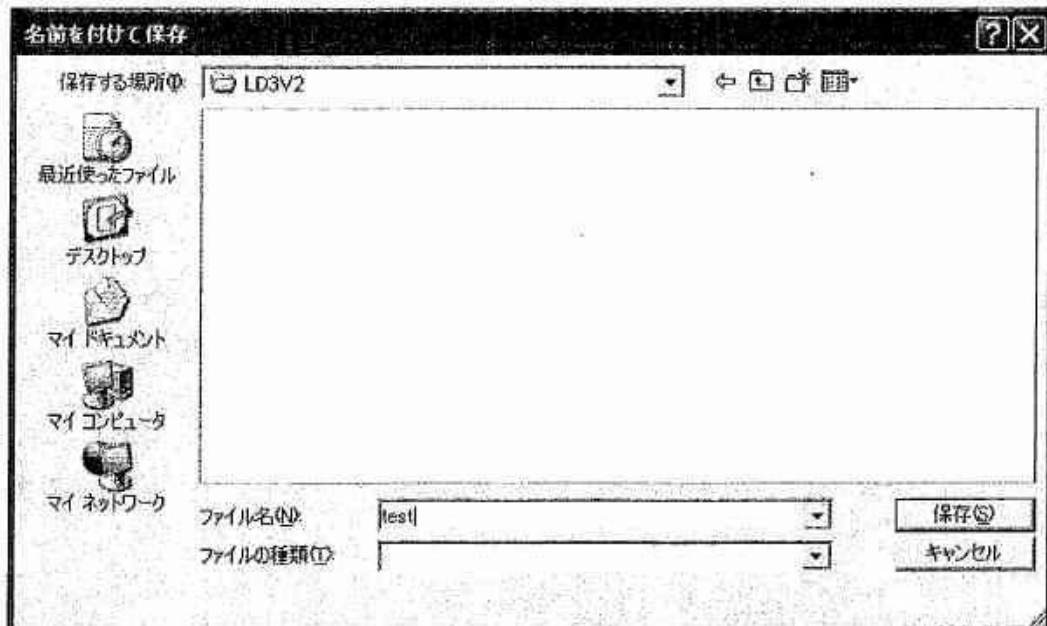 名前を付けて保存
保存する場所(I): LD3V2
最近使ったファイル
デスクトップ
マイ ドキュメント
マイ コンピュータ
マイ ネットワーク
ファイル名(N): test 保存(S)
ファイルの種類(T): キャンセル